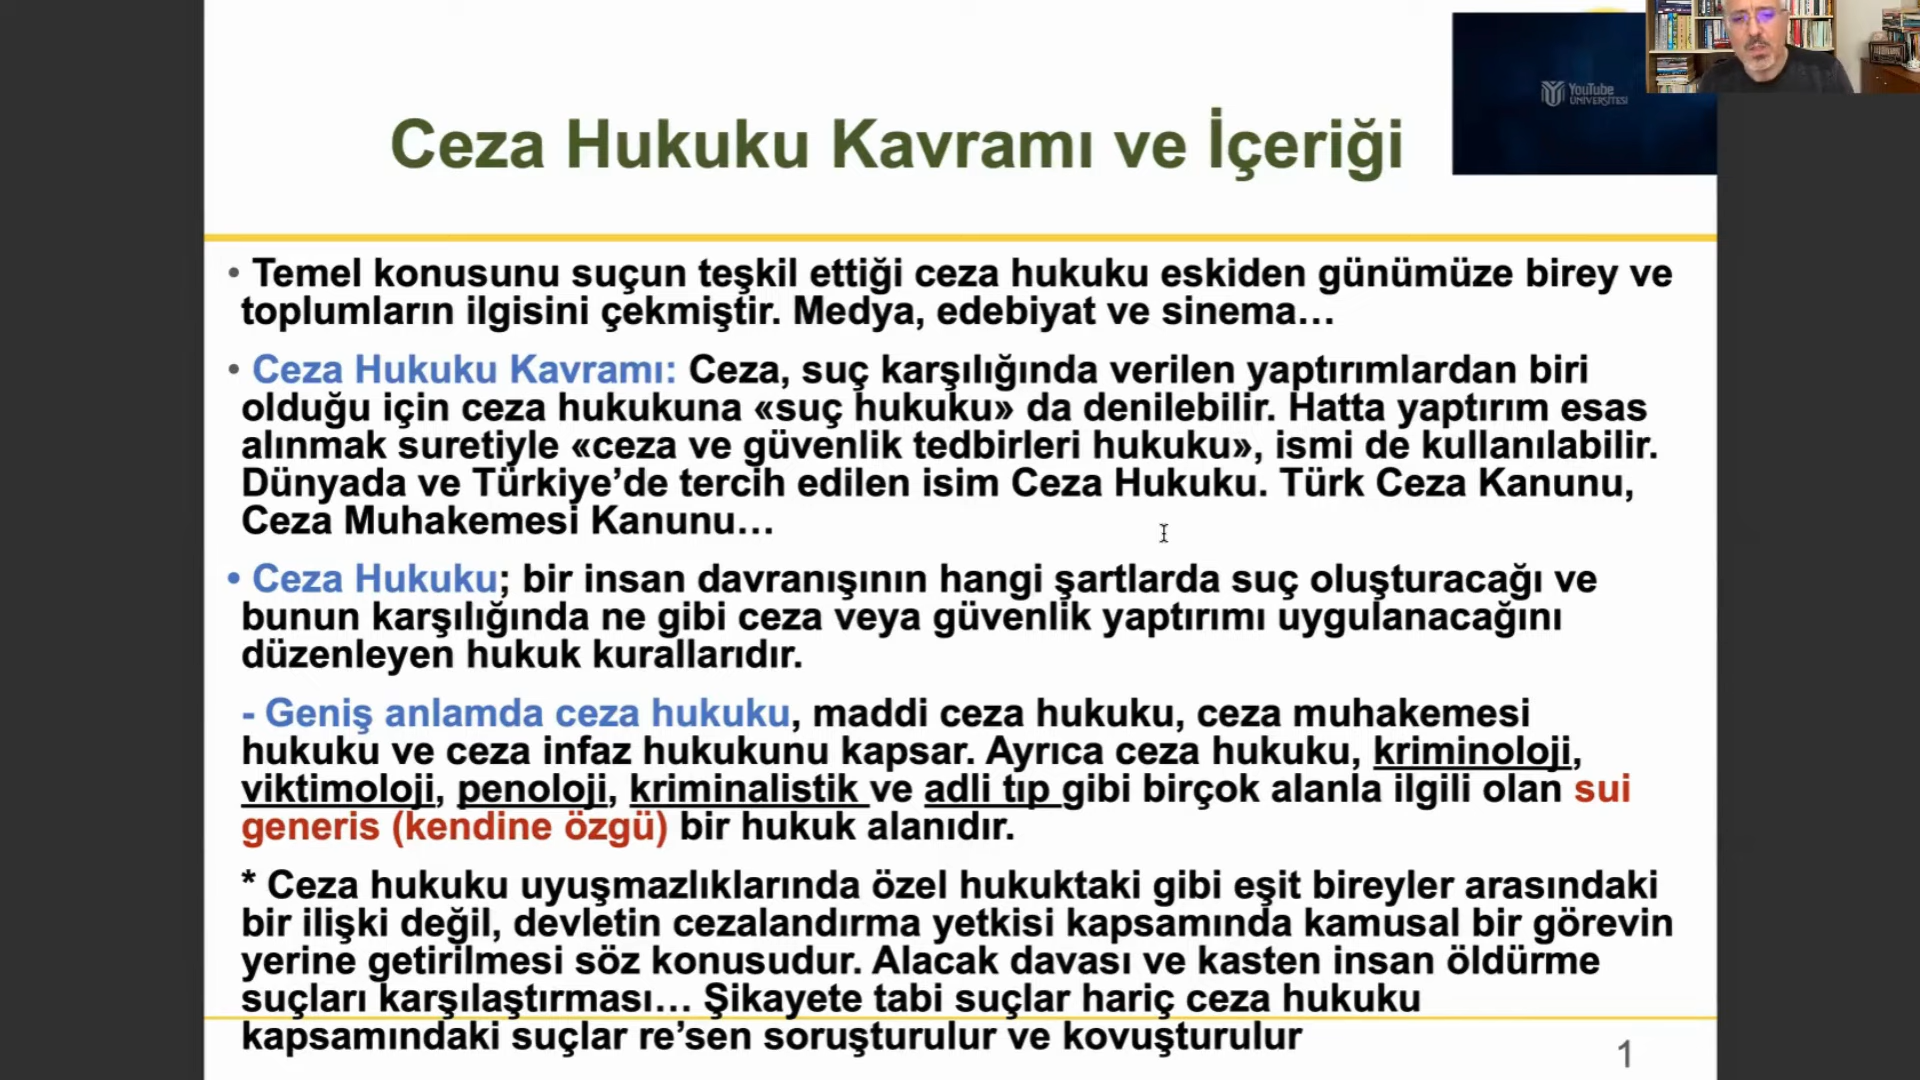 YouTube
ÜNİVERSİTESİ
Ceza Hukuku Kavramı ve İçeriği
• Temel konusunu suçun teşkil ettiği ceza hukuku eskiden günümüze birey ve
toplumların ilgisini çekmiştir. Medya, edebiyat ve sinema…
• Ceza Hukuku Kavramı: Ceza, suç karşılığında verilen yaptırımlardan biri
olduğu için ceza hukukuna «suç hukuku» da denilebilir. Hatta yaptırım esas
alınmak suretiyle «ceza ve güvenlik tedbirleri hukuku», ismi de kullanılabilir.
Dünyada ve Türkiye’de tercih edilen isim Ceza Hukuku. Türk Ceza Kanunu,
Ceza Muhakemesi Kanunu…
• Ceza Hukuku; bir insan davranışının hangi şartlarda suç oluşturacağı ve
bunun karşılığında ne gibi ceza veya güvenlik yaptırımı uygulanacağını
düzenleyen hukuk kurallarıdır.
- Geniş anlamda ceza hukuku, maddi ceza hukuku, ceza muhakemesi
hukuku ve ceza infaz hukukunu kapsar. Ayrıca ceza hukuku, kriminoloji,
viktimoloji, penoloji, kriminalistik ve adli tıp gibi birçok alanla ilgili olan sui
generis (kendine özgü) bir hukuk alanıdır.
* Ceza hukuku uyuşmazlıklarında özel hukuktaki gibi eşit bireyler arasındaki
bir ilişki değil, devletin cezalandırma yetkisi kapsamında kamusal bir görevin
yerine getirilmesi söz konusudur. Alacak davası ve kasten insan öldürme
suçları karşılaştırması… Şikayete tabi suçlar hariç ceza hukuku
kapsamındaki suçlar re’sen soruşturulur ve kovuşturulur
1